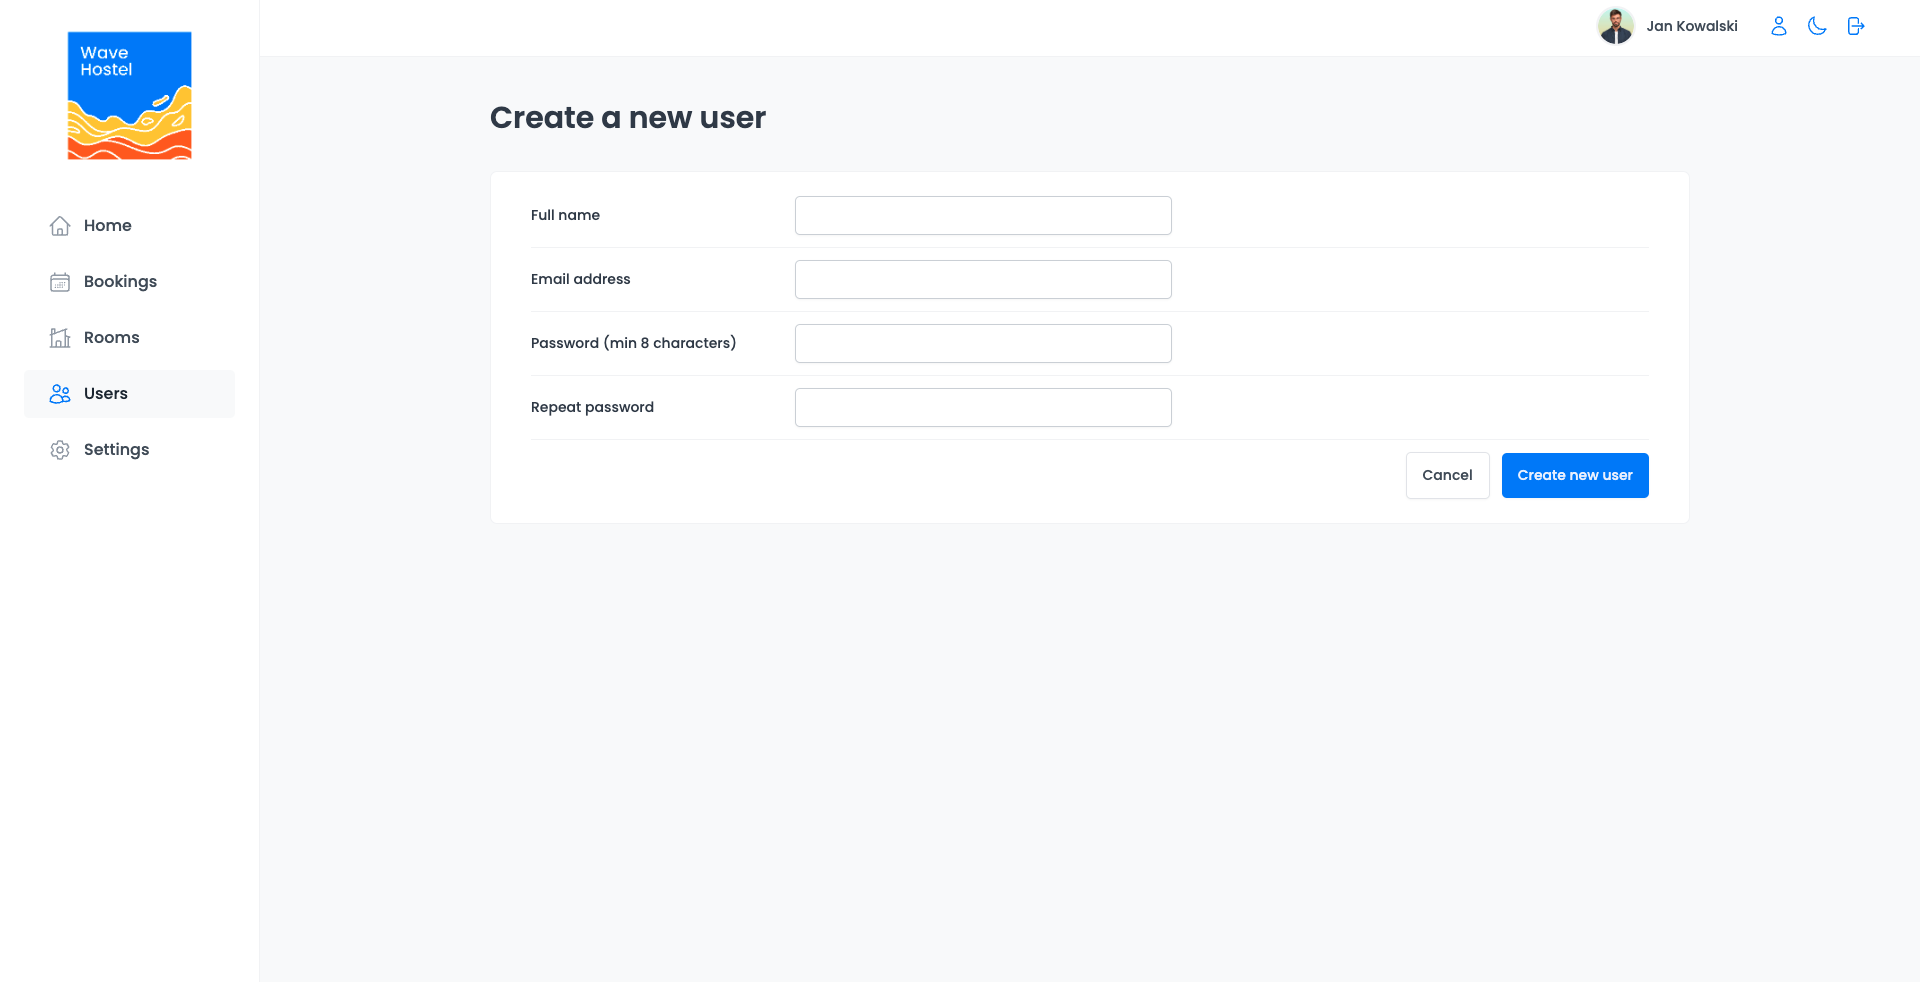 Wave
Hostel
Home
Bookings
Rooms
Users
Settings
Jan Kowalski
Create a new user
Full name
Email address
Password (min 8 characters)
Repeat password
Cancel
Create new user